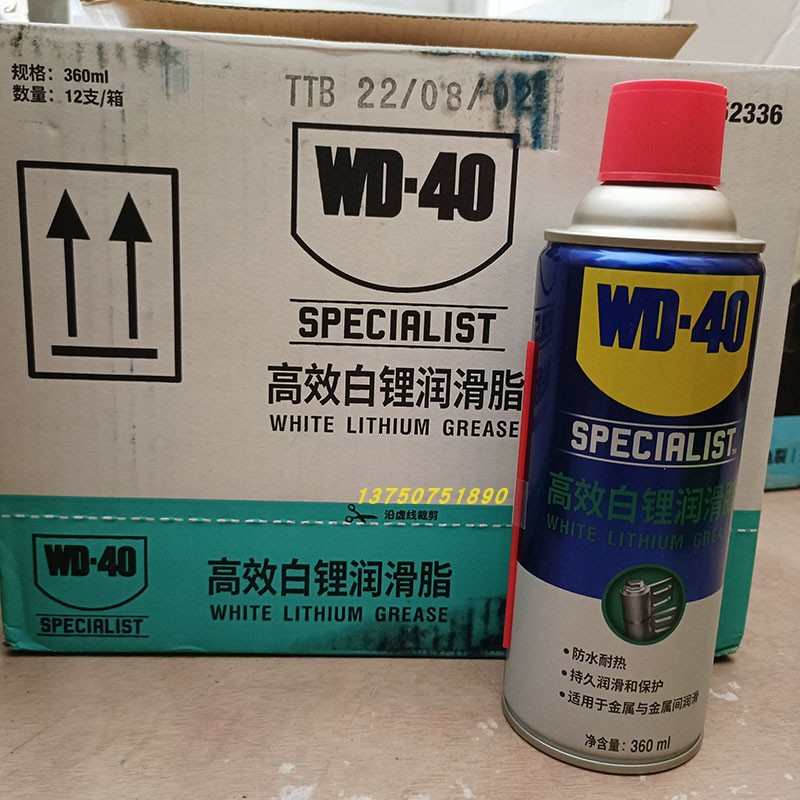 规格：360ml
数量：12支/箱
TTB 22/08/02
52336
WD-40
SPECIALIST
高效白锂润滑脂
WHITE LITHIUM GREASE
13750751890
沿虚线裁剪
WD-40
SPECIALIST
高效白锂润滑脂
WHITE LITHIUM GREASE
WD-40
SPECIALIST
高效白锂润滑脂
WHITE LITHIUM GREASE
•防水耐热
•持久润滑和保护
•适用于金属与金属间润滑
净含量：360 ml